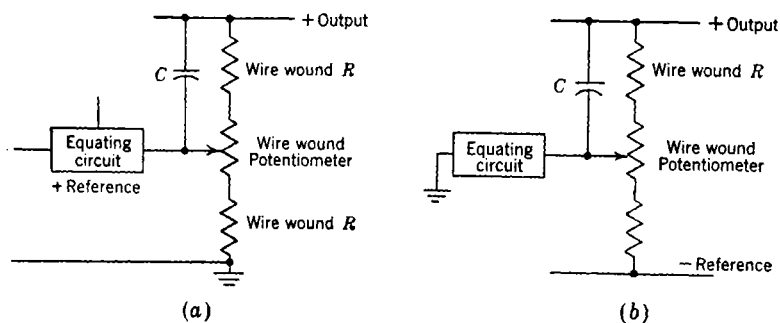 + Output
C
Wire wound R
Equating
circuit
Wire wound
Potentiometer
+ Reference
Wire wound R
(a)
+ Output
C
Wire wound R
Equating
circuit
Wire wound
Potentiometer
− Reference
(b)